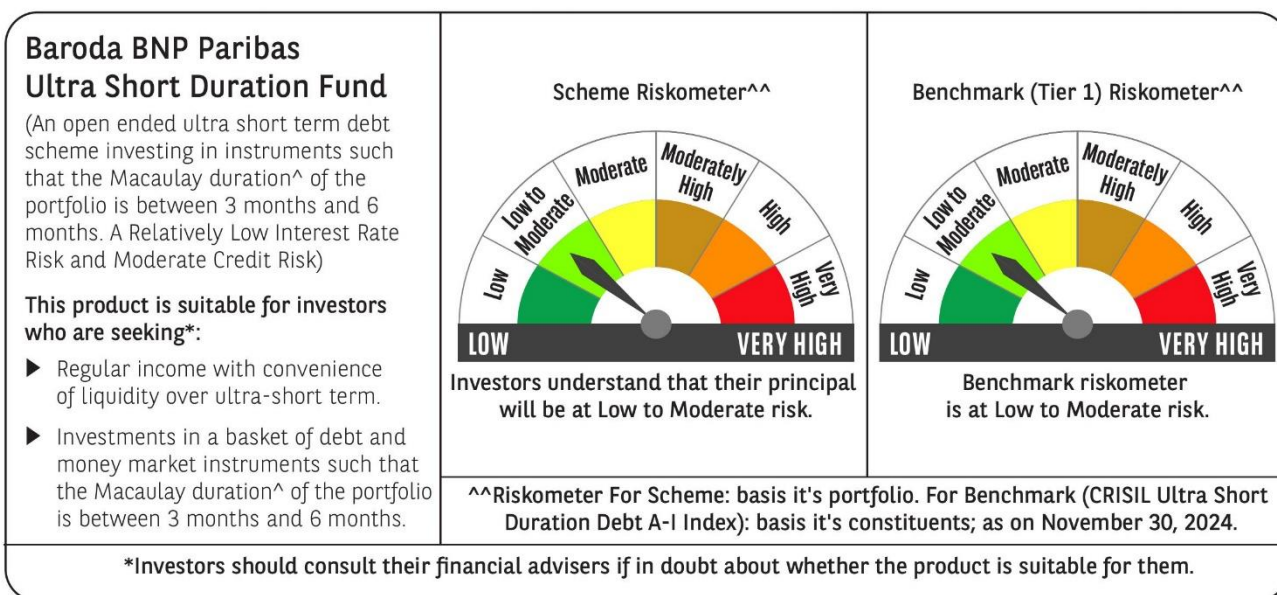 Baroda BNP Paribas
Ultra Short Duration Fund
(An open ended ultra short term debt
scheme investing in instruments such
that the Macaulay duration^ of the
portfolio is between 3 months and 6
months. A Relatively Low Interest Rate
Risk and Moderate Credit Risk)
This product is suitable for investors
who are seeking*:
▶ Regular income with convenience
of liquidity over ultra-short term.
▶ Investments in a basket of debt and
money market instruments such that
the Macaulay duration^ of the portfolio
is between 3 months and 6 months.
Scheme Riskometer^^
Low
Low to
Moderate
Moderate
Moderately
High
High
Very
High
LOW
VERY HIGH
Investors understand that their principal
will be at Low to Moderate risk.
Benchmark (Tier 1) Riskometer^^
Low
Low to
Moderate
Moderate
Moderately
High
High
Very
High
LOW
VERY HIGH
Benchmark riskometer
is at Low to Moderate risk.
^^Riskometer For Scheme: basis it's portfolio. For Benchmark (CRISIL Ultra Short
Duration Debt A-I Index): basis it's constituents; as on November 30, 2024.
*Investors should consult their financial advisers if in doubt about whether the product is suitable for them.